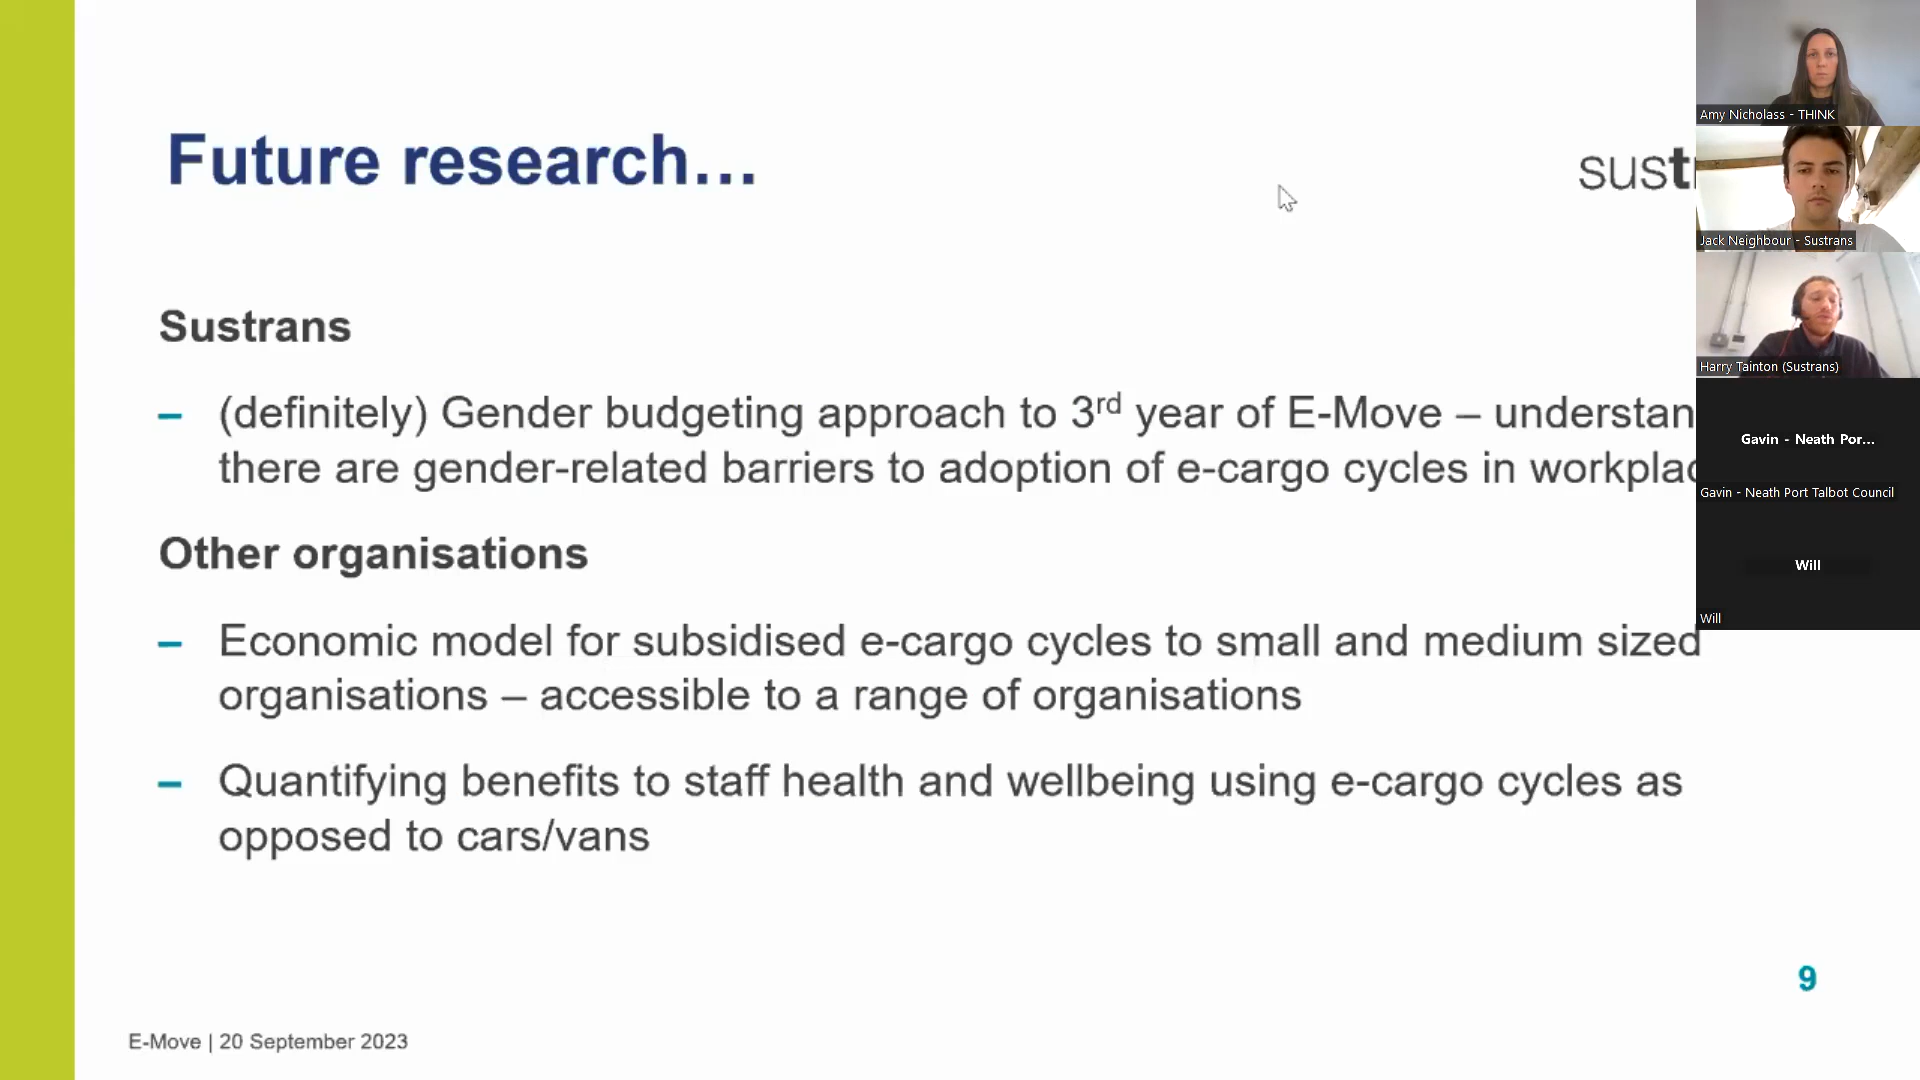 Future research...
sust
Sustrans
– (definitely) Gender budgeting approach to 3rd year of E-Move – understan
there are gender-related barriers to adoption of e-cargo cycles in workplac
Other organisations
– Economic model for subsidised e-cargo cycles to small and medium sized
organisations – accessible to a range of organisations
– Quantifying benefits to staff health and wellbeing using e-cargo cycles as
opposed to cars/vans
9
E-Move | 20 September 2023
Amy Nicholass - THINK
Jack Neighbour - Sustrans
Harry Tainton (Sustrans)
Gavin - Neath Por...
Gavin - Neath Port Talbot Council
Will
Will